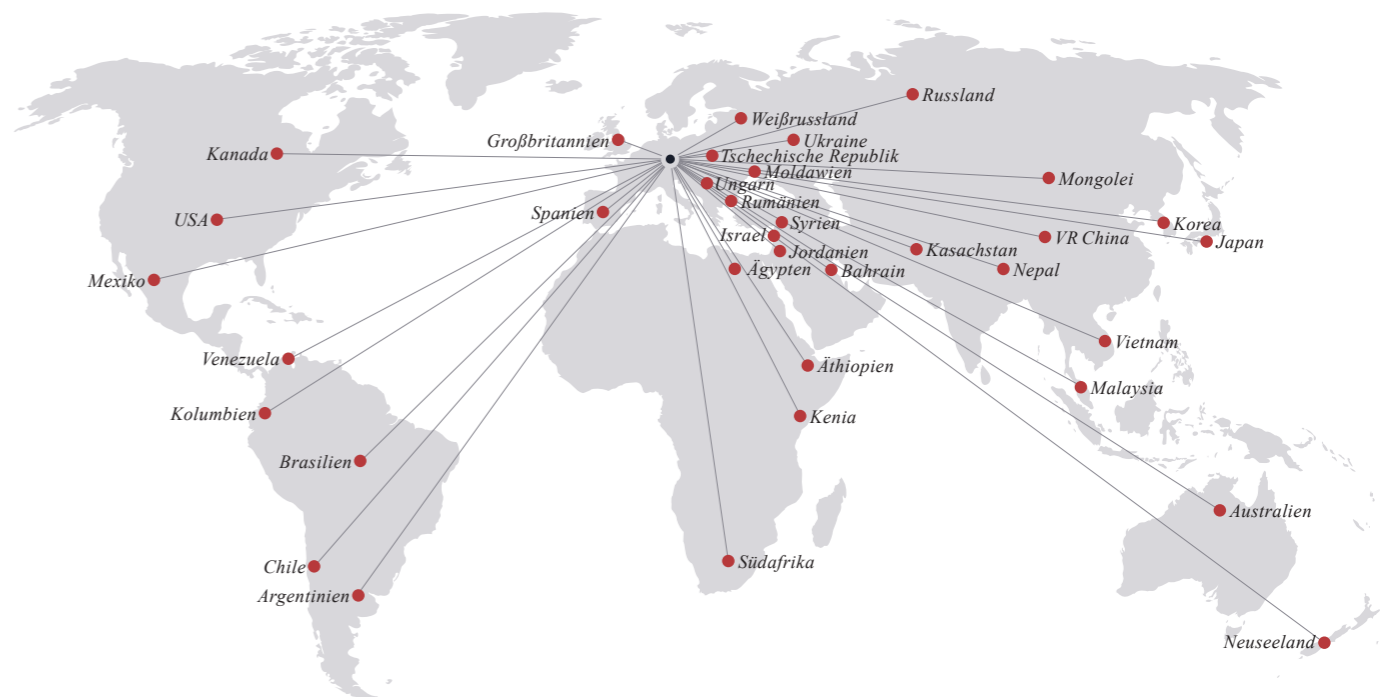 Russland
Weißrussland
Großbritannien
Ukraine
Kanada
Tschechische Republik
Moldawien
Mongolei
Ungarn
Rumänien
Spanien
USA
Syrien
Korea
Israel
VR China
Japan
Jordanien
Kasachstan
Mexiko
Ägypten
Bahrain
Nepal
Vietnam
Venezuela
Äthiopien
Malaysia
Kolumbien
Kenia
Brasilien
Australien
Chile
Südafrika
Argentinien
Neuseeland